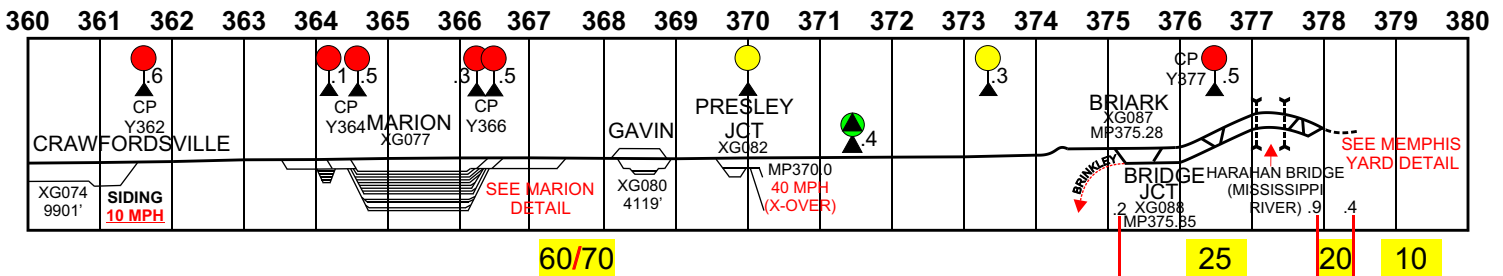 360 361 362 363 364 365 366 367 368 369 370 371 372 373 374 375 376 377 378 379 380
.6
CP
Y362
CRAWFORDSVILLE
XG074
9901’
SIDING
10 MPH
.1
.5
CP
Y364
MARION
XG077
.3
.5
CP
Y366
SEE MARION
DETAIL
GAVIN
XG080
4119’
PRESLEY
JCT
XG082
MP370.0
40 MPH
(X-OVER)
.4
.3
BRIARK
XG087
MP375.28
BRINKLEY
BRIDGE
JCT
XG088
MP375.35
.2
CP
Y377
.5
HARAHAN BRIDGE
(MISSISSIPPI
RIVER)
.9
.4
SEE MEMPHIS
YARD DETAIL
60/70
25
20
10